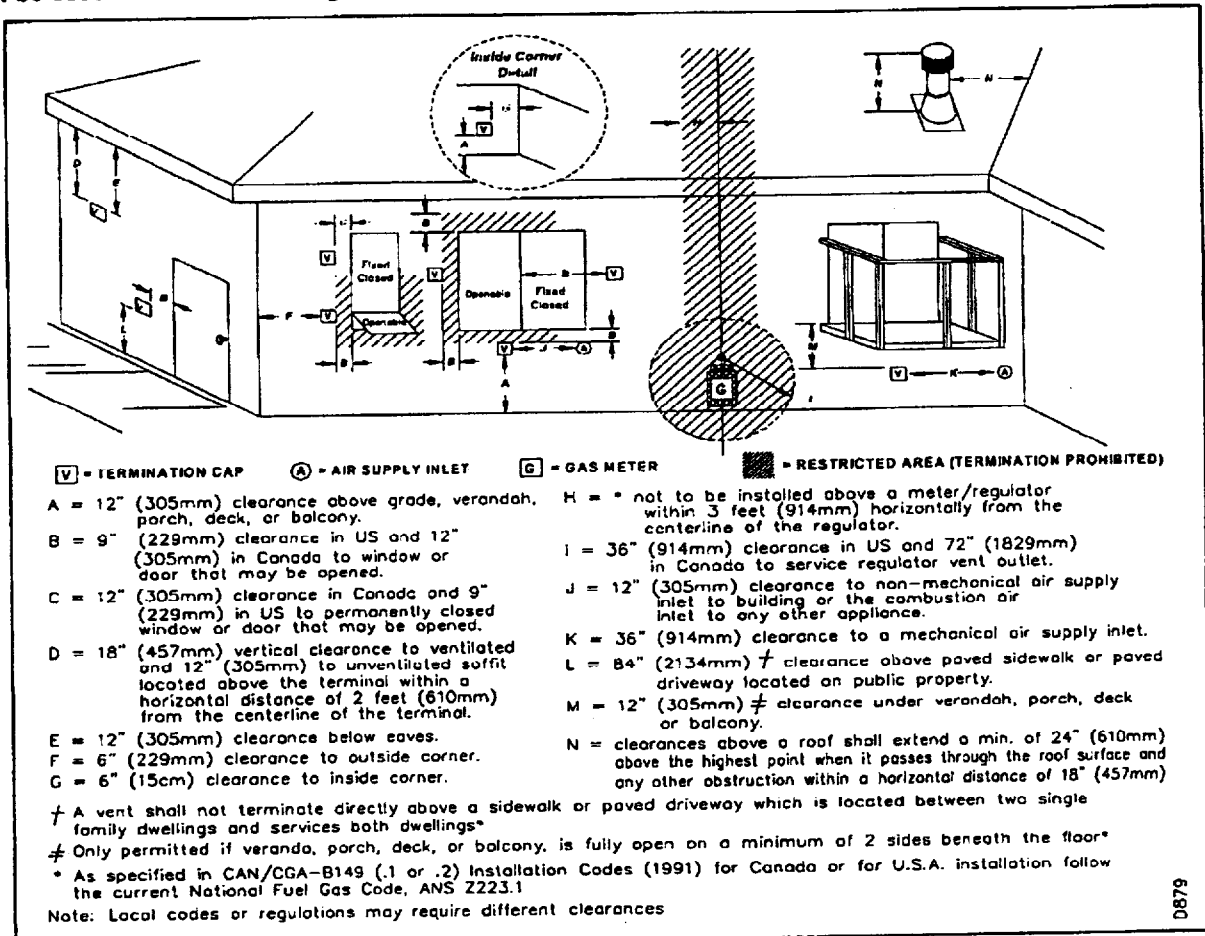 Inside Corner
Detail
G
V
A
N
N
H
D
E
V
C
B
V
Fixed
Closed
V
Openable
Fixed
Closed
B
V
V
B
L
F
V
Openable
B
B
B
V
J
A
A
G
I
M
V
K
A
V = TERMINATION CAP
A = AIR SUPPLY INLET
G = GAS METER
= RESTRICTED AREA (TERMINATION PROHIBITED)
A = 12" (305mm) clearance above grade, verandah,
porch, deck, or balcony.
B = 9" (229mm) clearance in US and 12"
(305mm) in Canada to window or
door that may be opened.
C = 12" (305mm) clearance in Canada and 9"
(229mm) in US to permanently closed
window or door that may be opened.
D = 18" (457mm) vertical clearance to ventilated
and 12" (305mm) to unventilated soffit
located above the terminal within a
horizontal distance of 2 feet (610mm)
from the centerline of the terminal.
E = 12" (305mm) clearance below eaves.
F = 6" (229mm) clearance to outside corner.
G = 6" (15cm) clearance to inside corner.
H = * not to be installed above a meter/regulator
within 3 feet (914mm) horizontally from the
centerline of the regulator.
i = 36" (914mm) clearance in US and 72" (1829mm)
in Canada to service regulator vent outlet.
J = 12" (305mm) clearance to non-mechanical air supply
inlet to building or the combustion air
inlet to any other appliance.
K = 36" (914mm) clearance to a mechanical air supply inlet.
L = 84" (2134mm) † clearance above paved sidewalk or paved
driveway located on public property.
M = 12" (305mm) ≠ clearance under verandah, porch, deck
or balcony.
N = clearances above a roof shall extend a min. of 24" (610mm)
above the highest point when it passes through the roof surface and
any other obstruction within a horizontal distance of 18" (457mm)
† A vent shall not terminate directly above a sidewalk or paved driveway which is located between two single
family dwellings and services both dwellings*
≠ Only permitted if veranda, porch, deck, or balcony, is fully open on a minimum of 2 sides beneath the floor*
* As specified in CAN/CGA-B149 (.1 or .2) Installation Codes (1991) for Canada or for U.S.A. installation follow
the current National Fuel Gas Code, ANS Z223.1
Note: Local codes or regulations may require different clearances
D879